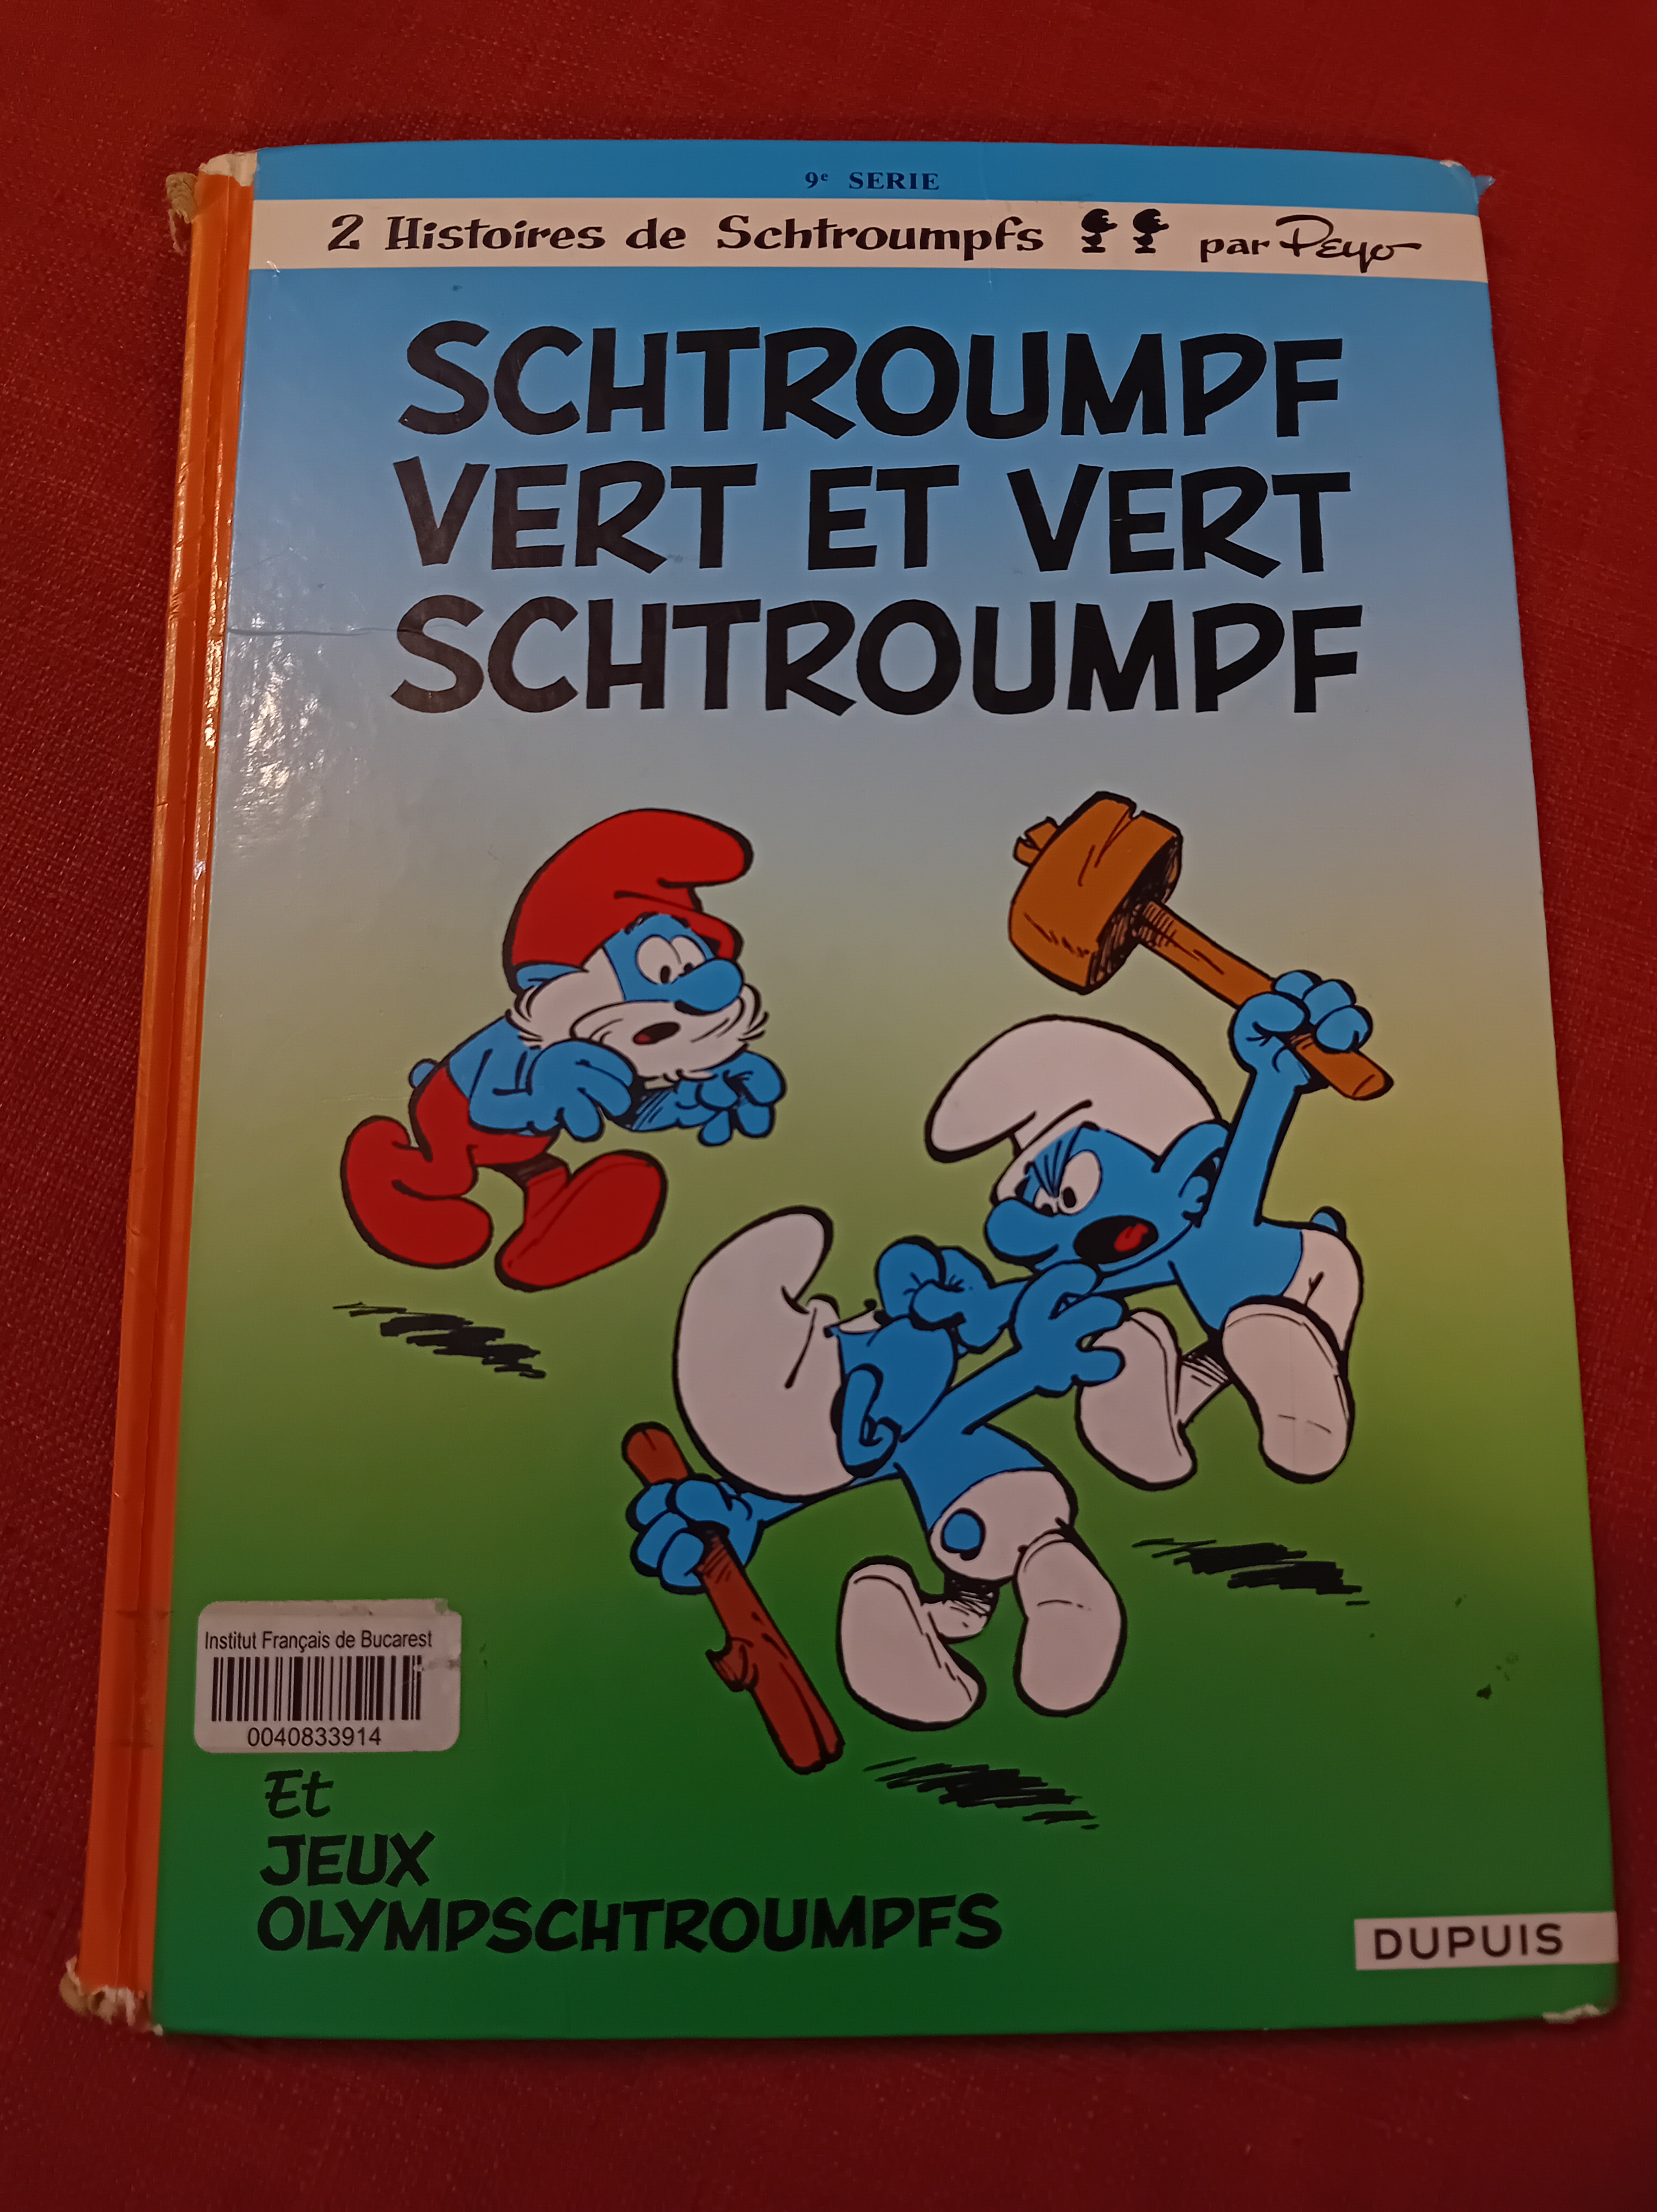 9e SERIE
2 Histoires de Schtroumpfs par Peyo
SCHTROUMPF
VERT ET VERT
SCHTROUMPF
Institut Français de Bucarest
0040833914
Et
JEUX
OLYMPSCHTROUMPFS
DUPUIS